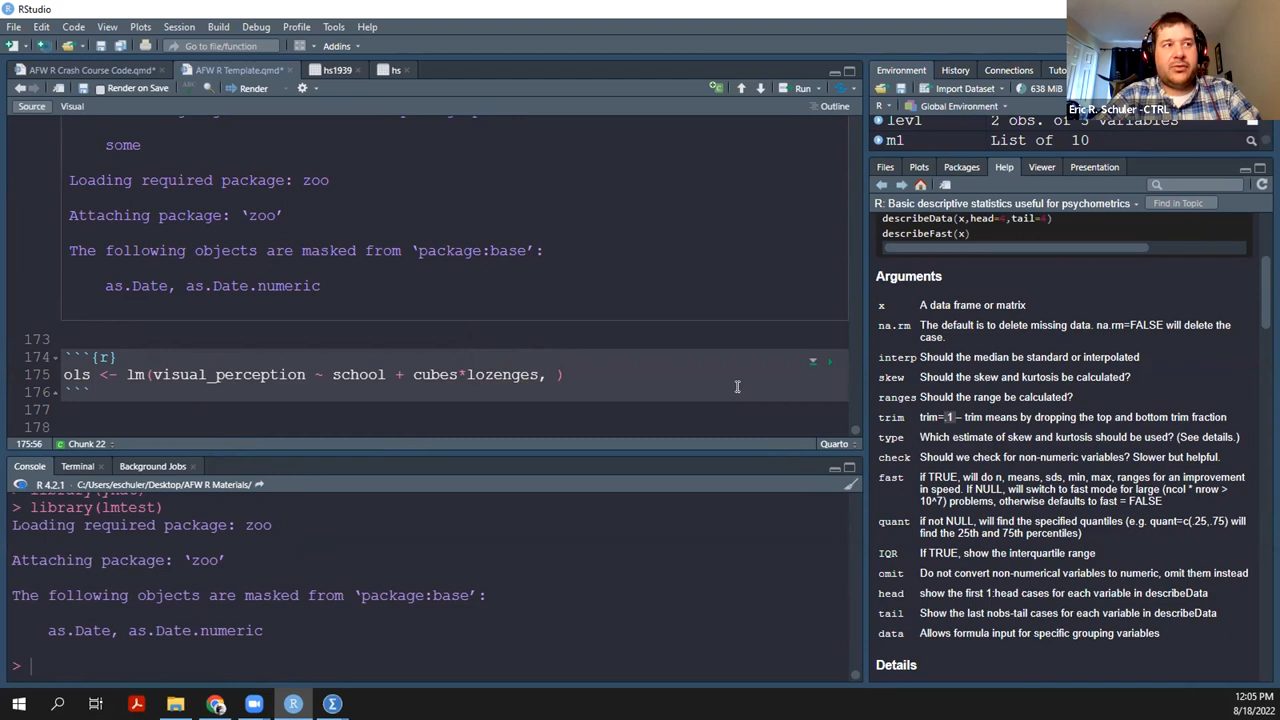 RStudio
File Edit Code View Plots Session Build Debug Profile Tools Help
Go to file/function Addins
AFW R Crash Course Code.qmd* AFW R Template.qmd* hs1939 hs
Render on Save Render Run
Source Visual Outline
some
Loading required package: zoo
Attaching package: ‘zoo’
The following objects are masked from ‘package:base’:
as.Date, as.Date.numeric
173
174 ```{r}
175 ols <- lm(visual_perception ~ school + cubes*lozenges, )
176 ```
177
178
175:56 Chunk 22 Quarto
Console Terminal Background Jobs
R 4.2.1 · C:/Users/eschuler/Desktop/AFW R Materials/
> library(lmtest)
Loading required package: zoo
Attaching package: ‘zoo’
The following objects are masked from ‘package:base’:
as.Date, as.Date.numeric
>
Environment History Connections
Import Dataset 638 MiB
Eric R. Schuler -CTRL
R Global Environment
lev1 2 obs. of 3 variables
m1 List of 10
Files Plots Packages Help Viewer Presentation
R: Basic descriptive statistics useful for psychometrics Find in Topic
describeData(x,head=4,tail=4)
describeFast(x)
Arguments
x A data frame or matrix
na.rm The default is to delete missing data. na.rm=FALSE will delete the
case.
interp Should the median be standard or interpolated
skew Should the skew and kurtosis be calculated?
ranges Should the range be calculated?
trim trim=.1 – trim means by dropping the top and bottom trim fraction
type Which estimate of skew and kurtosis should be used? (See details.)
check Should we check for non-numeric variables? Slower but helpful.
fast if TRUE, will do n, means, sds, min, max, ranges for an improvement
in speed. If NULL, will switch to fast mode for large (ncol * nrow >
10^7) problems, otherwise defaults to fast = FALSE
quant if not NULL, will find the specified quantiles (e.g. quant=c(.25,.75) will
find the 25th and 75th percentiles)
IQR If TRUE, show the interquartile range
omit Do not convert non-numerical variables to numeric, omit them instead
head show the first 1:head cases for each variable in describeData
tail Show the last nobs-tail cases for each variable in describeData
data Allows formula input for specific grouping variables
Details
12:05 PM
8/18/2022